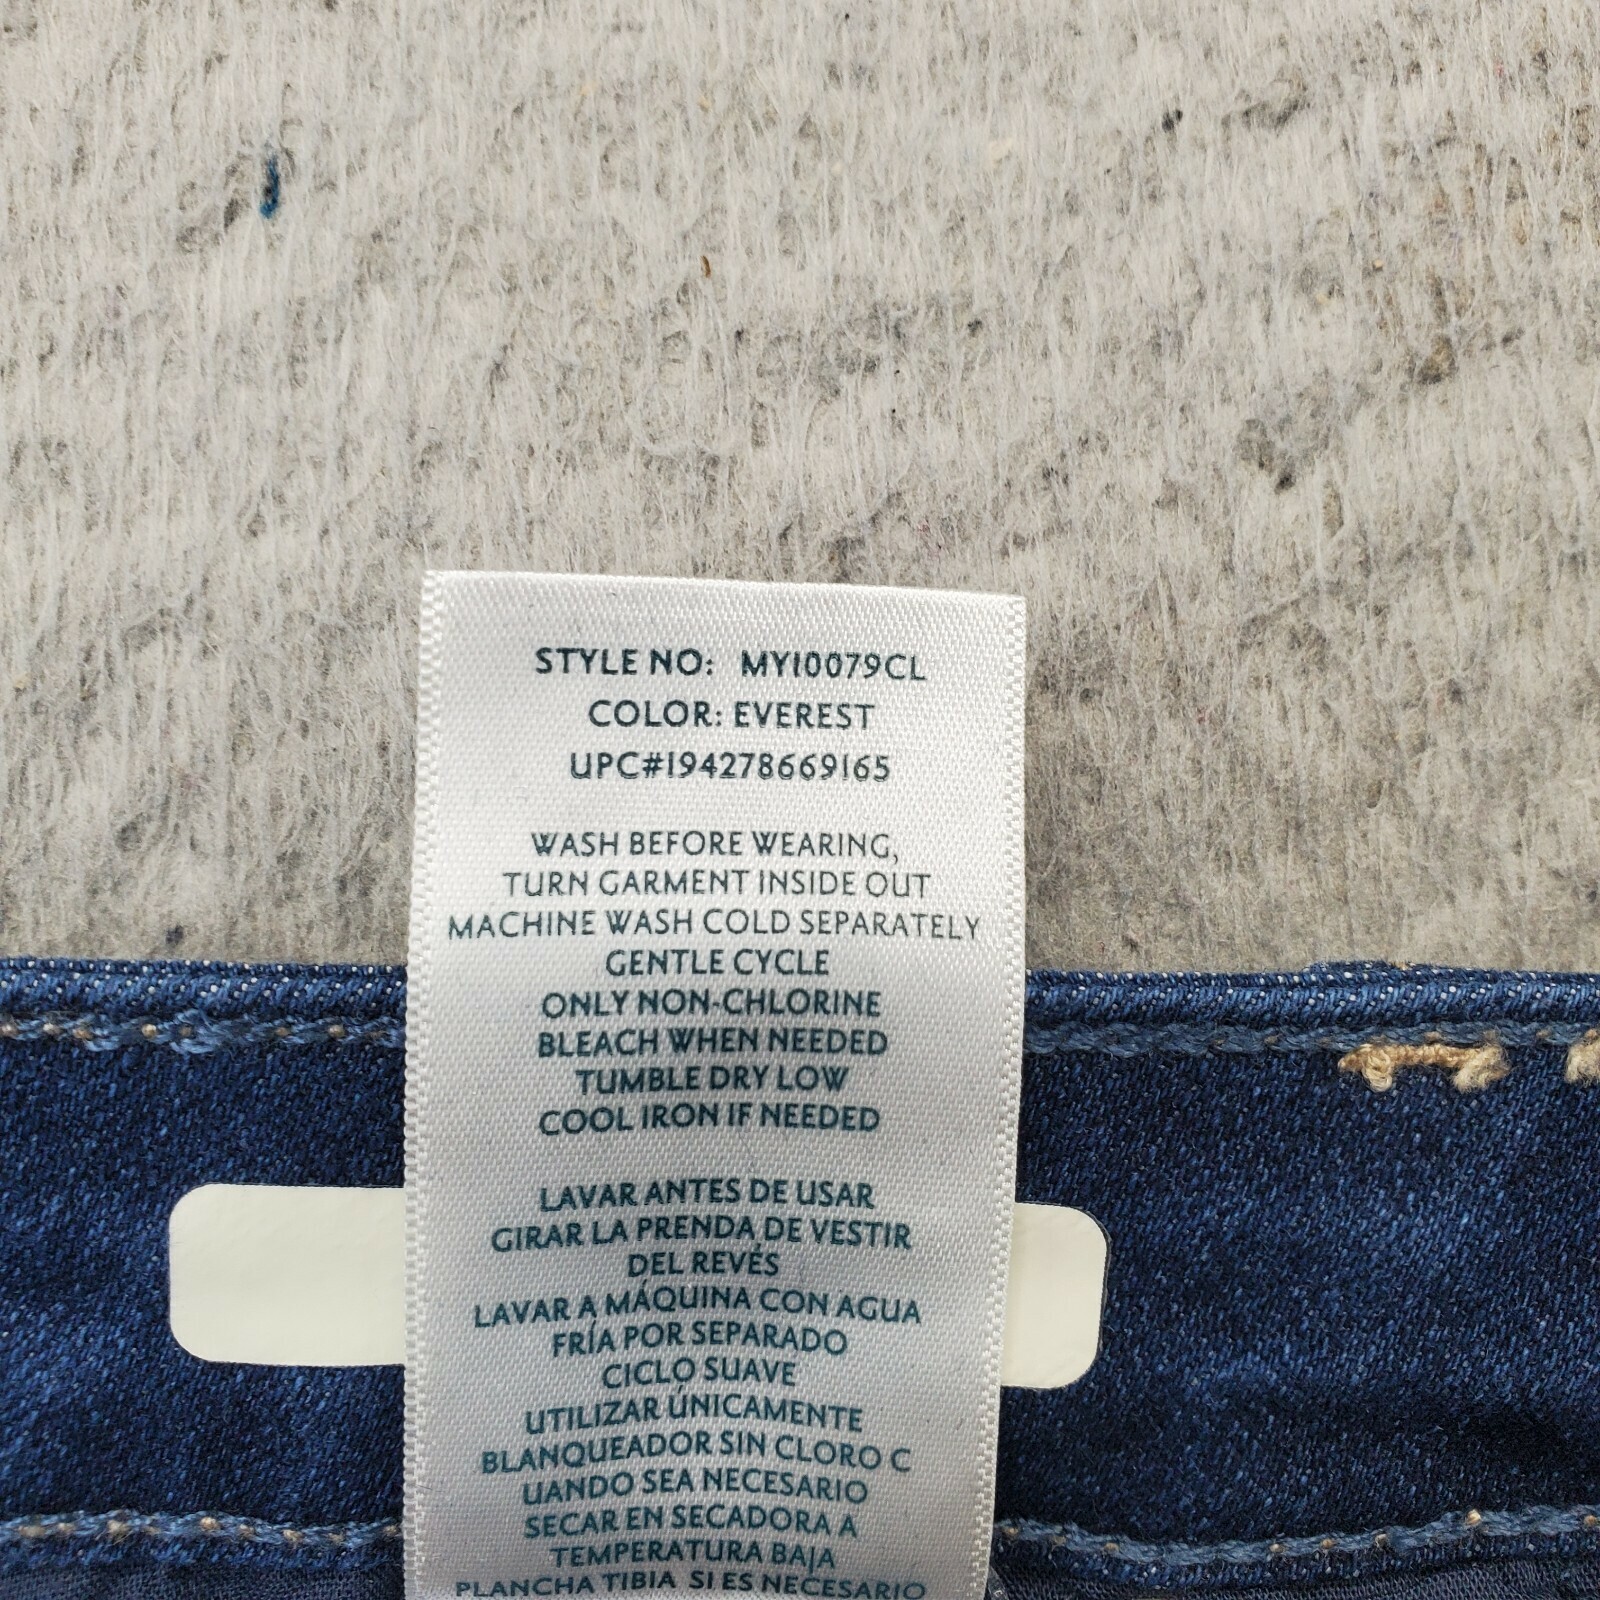 STYLE NO: MY10079CL
COLOR: EVEREST
UPC#194278669165
WASH BEFORE WEARING,
TURN GARMENT INSIDE OUT
MACHINE WASH COLD SEPARATELY
GENTLE CYCLE
ONLY NON-CHLORINE
BLEACH WHEN NEEDED
TUMBLE DRY LOW
COOL IRON IF NEEDED
LAVAR ANTES DE USAR
GIRAR LA PRENDA DE VESTIR
DEL REVÉS
LAVAR A MÁQUINA CON AGUA
FRÍA POR SEPARADO
CICLO SUAVE
UTILIZAR ÚNICAMENTE
BLANQUEADOR SIN CLORO C
UANDO SEA NECESARIO
SECAR EN SECADORA A
TEMPERATURA BAJA
PLANCHA TIBIA SI ES NECESARIO